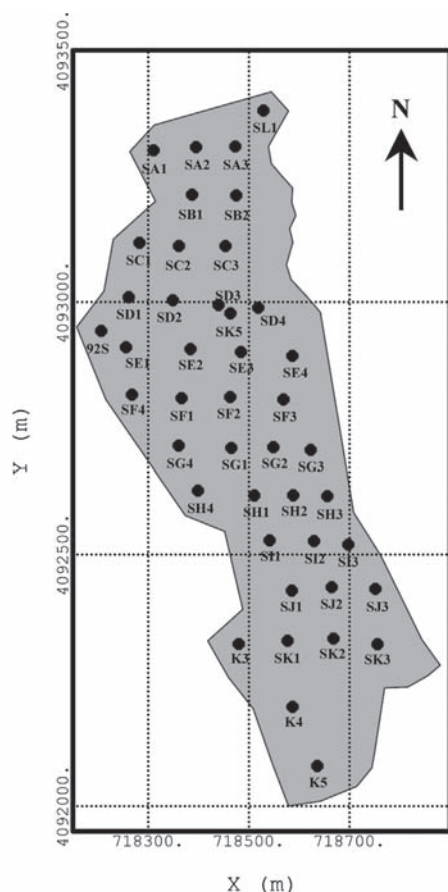 4093500.
N
SL1
SA1 SA2 SA3
SB1 SB2
SC1 SC2 SC3
4093000.
SD1 SD2 SD3 SD4
SK5
92S SE1 SE2 SE3 SE4
SF4 SF1 SF2 SF3
SG4 SG1 SG2 SG3
SH4 SH1 SH2 SH3
Y (m)
4092500.
SI1 SI2 SI3
SJ1 SJ2 SJ3
K3 SK1 SK2 SK3
K4
K5
4092000.
718300. 718500. 718700.
X (m)